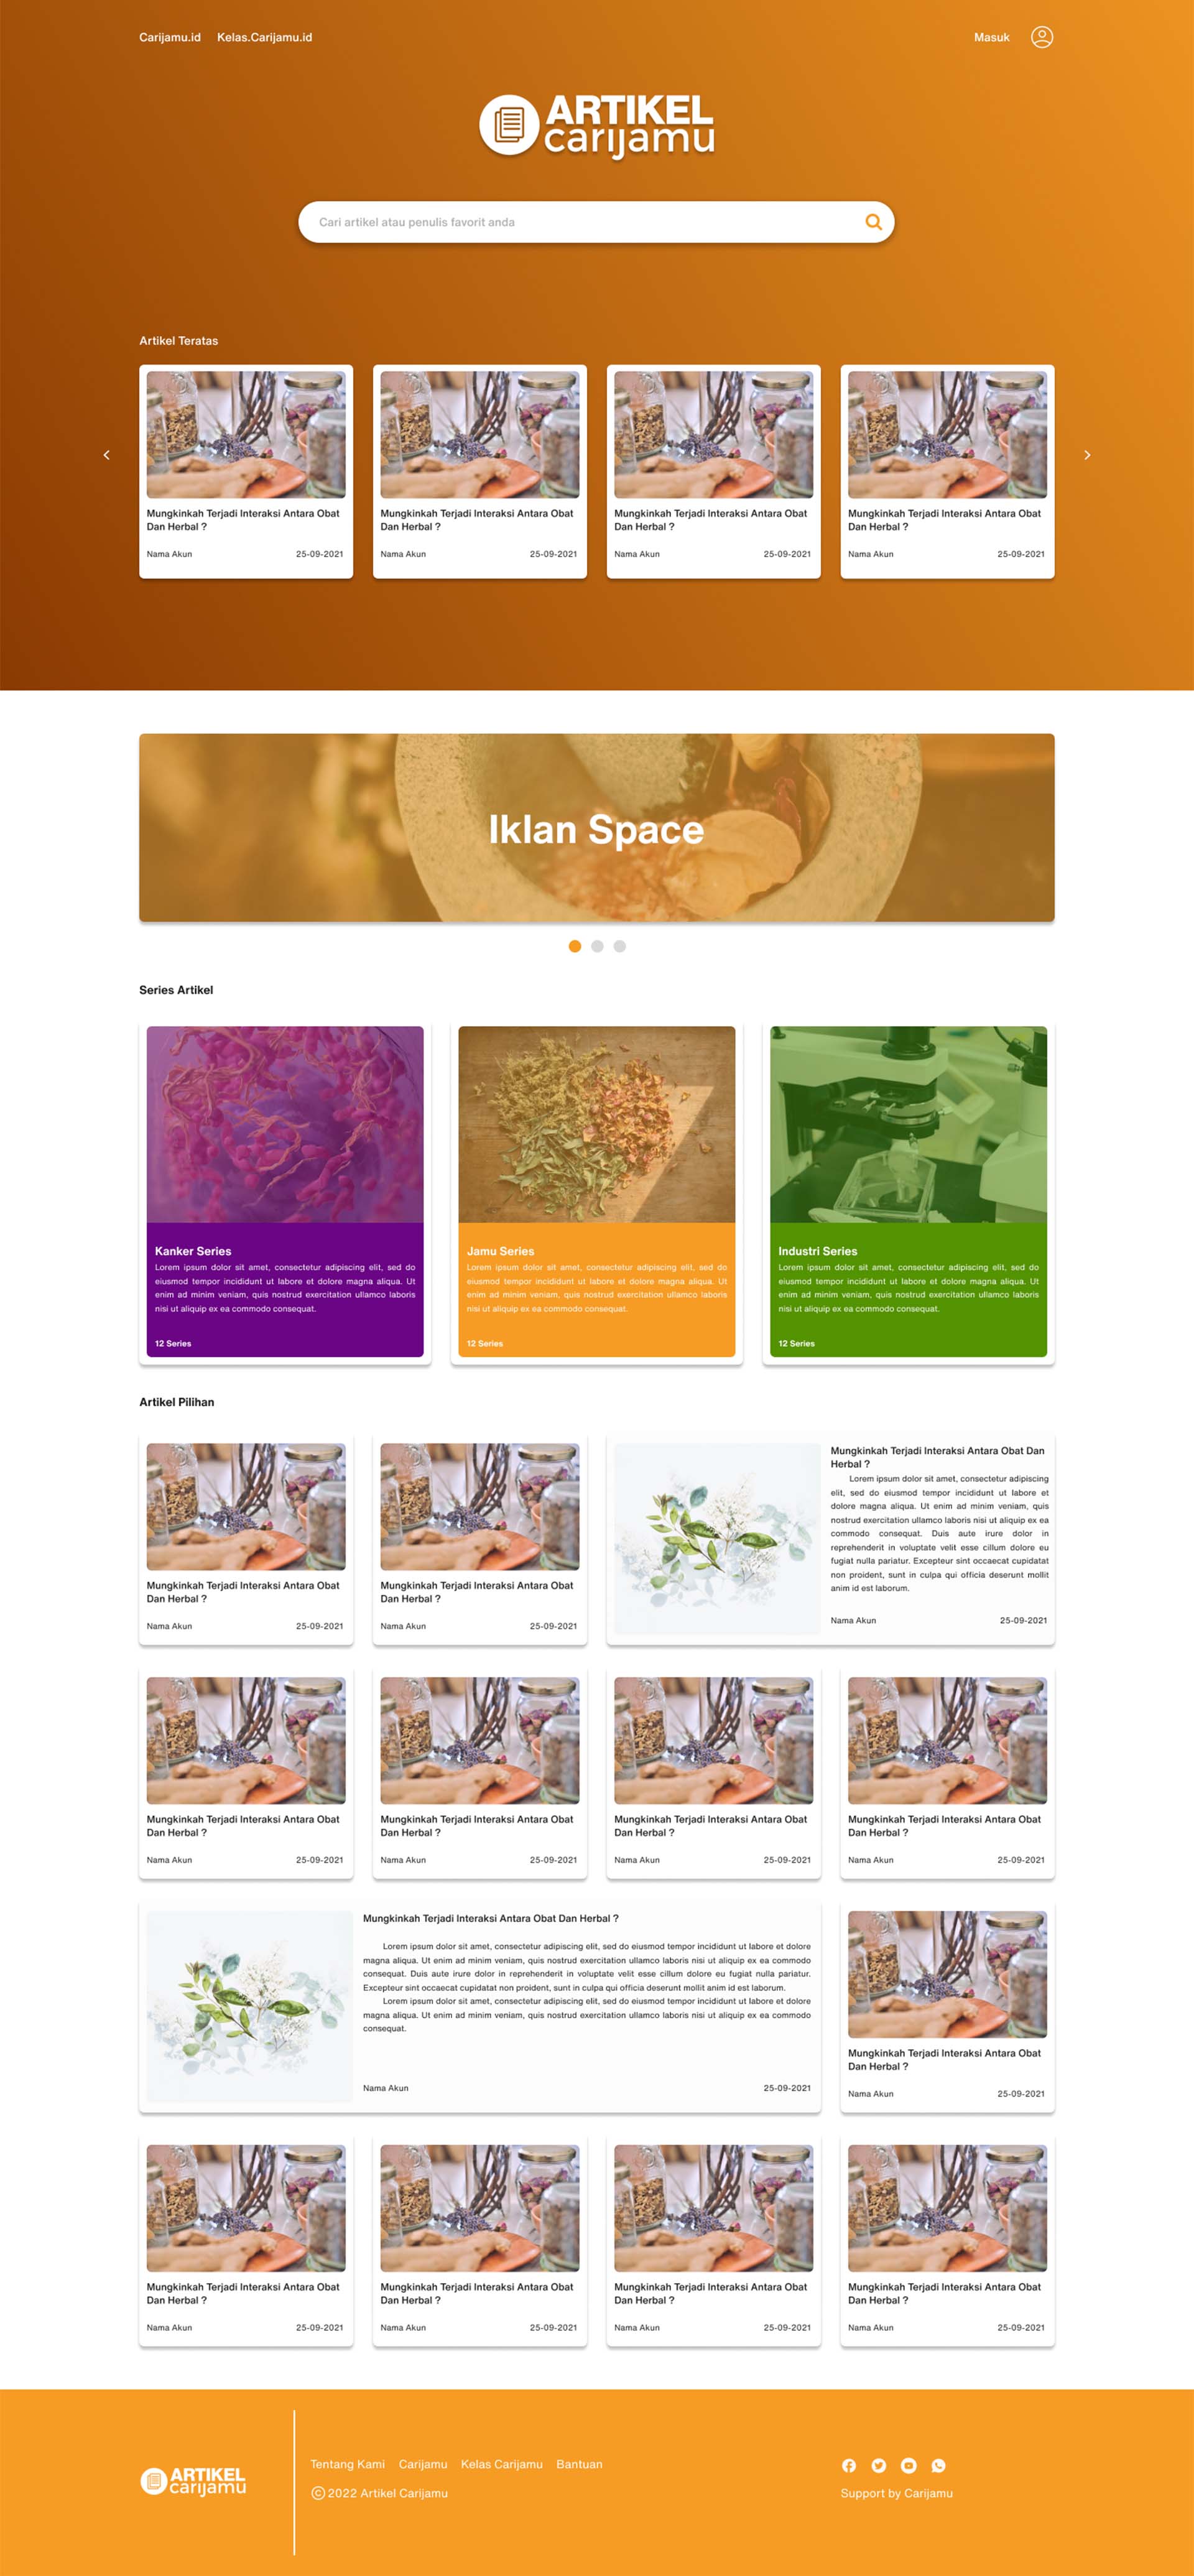 Carijamu.id Kelas.Carijamu.id Masuk
ARTIKEL
carijamu
Cari artikel atau penulis favorit anda
Artikel Teratas
Mungkinkah Terjadi Interaksi Antara Obat
Dan Herbal ?
Nama Akun 25-09-2021
Mungkinkah Terjadi Interaksi Antara Obat
Dan Herbal ?
Nama Akun 25-09-2021
Mungkinkah Terjadi Interaksi Antara Obat
Dan Herbal ?
Nama Akun 25-09-2021
Mungkinkah Terjadi Interaksi Antara Obat
Dan Herbal ?
Nama Akun 25-09-2021
Iklan Space
Series Artikel
Kanker Series
Lorem ipsum dolor sit amet, consectetur adipiscing elit, sed do
eiusmod tempor incididunt ut labore et dolore magna aliqua. Ut
enim ad minim veniam, quis nostrud exercitation ullamco laboris
nisi ut aliquip ex ea commodo consequat.
12 Series
Jamu Series
Lorem ipsum dolor sit amet, consectetur adipiscing elit, sed do
eiusmod tempor incididunt ut labore et dolore magna aliqua. Ut
enim ad minim veniam, quis nostrud exercitation ullamco laboris
nisi ut aliquip ex ea commodo consequat.
12 Series
Industri Series
Lorem ipsum dolor sit amet, consectetur adipiscing elit, sed do
eiusmod tempor incididunt ut labore et dolore magna aliqua. Ut
enim ad minim veniam, quis nostrud exercitation ullamco laboris
nisi ut aliquip ex ea commodo consequat.
12 Series
Artikel Pilihan
Mungkinkah Terjadi Interaksi Antara Obat
Dan Herbal ?
Nama Akun 25-09-2021
Mungkinkah Terjadi Interaksi Antara Obat
Dan Herbal ?
Nama Akun 25-09-2021
Mungkinkah Terjadi Interaksi Antara Obat Dan
Herbal ?
Lorem ipsum dolor sit amet, consectetur adipiscing
elit, sed do eiusmod tempor incididunt ut labore et
dolore magna aliqua. Ut enim ad minim veniam, quis
nostrud exercitation ullamco laboris nisi ut aliquip ex ea
commodo consequat. Duis aute irure dolor in
reprehenderit in voluptate velit esse cillum dolore eu
fugiat nulla pariatur. Excepteur sint occaecat cupidatat
non proident, sunt in culpa qui officia deserunt mollit
anim id est laborum.
Nama Akun 25-09-2021
Mungkinkah Terjadi Interaksi Antara Obat
Dan Herbal ?
Nama Akun 25-09-2021
Mungkinkah Terjadi Interaksi Antara Obat
Dan Herbal ?
Nama Akun 25-09-2021
Mungkinkah Terjadi Interaksi Antara Obat
Dan Herbal ?
Nama Akun 25-09-2021
Mungkinkah Terjadi Interaksi Antara Obat
Dan Herbal ?
Nama Akun 25-09-2021
Mungkinkah Terjadi Interaksi Antara Obat Dan Herbal ?
Lorem ipsum dolor sit amet, consectetur adipiscing elit, sed do eiusmod tempor incididunt ut labore et dolore
magna aliqua. Ut enim ad minim veniam, quis nostrud exercitation ullamco laboris nisi ut aliquip ex ea commodo
consequat. Duis aute irure dolor in reprehenderit in voluptate velit esse cillum dolore eu fugiat nulla pariatur.
Excepteur sint occaecat cupidatat non proident, sunt in culpa qui officia deserunt mollit anim id est laborum.
Lorem ipsum dolor sit amet, consectetur adipiscing elit, sed do eiusmod tempor incididunt ut labore et dolore
magna aliqua. Ut enim ad minim veniam, quis nostrud exercitation ullamco laboris nisi ut aliquip ex ea commodo
consequat.
Nama Akun 25-09-2021
Mungkinkah Terjadi Interaksi Antara Obat
Dan Herbal ?
Nama Akun 25-09-2021
Mungkinkah Terjadi Interaksi Antara Obat
Dan Herbal ?
Nama Akun 25-09-2021
Mungkinkah Terjadi Interaksi Antara Obat
Dan Herbal ?
Nama Akun 25-09-2021
Mungkinkah Terjadi Interaksi Antara Obat
Dan Herbal ?
Nama Akun 25-09-2021
Mungkinkah Terjadi Interaksi Antara Obat
Dan Herbal ?
Nama Akun 25-09-2021
ARTIKEL
carijamu
Tentang Kami Carijamu Kelas Carijamu Bantuan
© 2022 Artikel Carijamu
Support by Carijamu